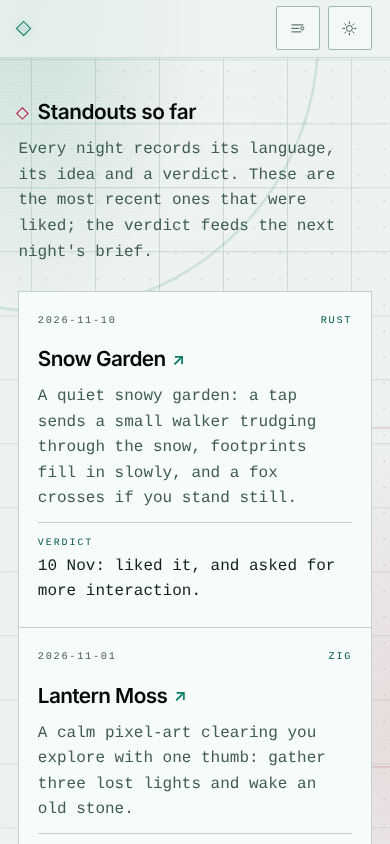 Standouts so far
Every night records its language,
its idea and a verdict. These are
the most recent ones that were
liked; the verdict feeds the next
night's brief.
2026-11-10 RUST
Snow Garden
A quiet snowy garden: a tap
sends a small walker trudging
through the snow, footprints
fill in slowly, and a fox
crosses if you stand still.
VERDICT
10 Nov: liked it, and asked for
more interaction.
2026-11-01 ZIG
Lantern Moss
A calm pixel-art clearing you
explore with one thumb: gather
three lost lights and wake an
old stone.